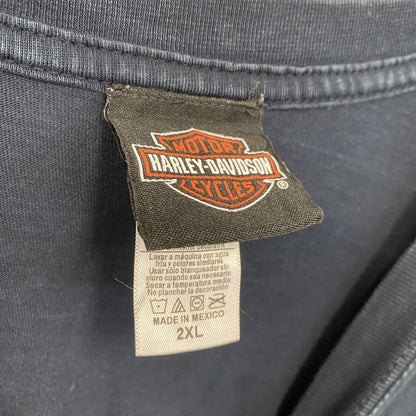 MOTOR
HARLEY-DAVIDSON
CYCLES
®
Lavar a máquina con agua
fria y colores similares
Usar sólo blanqueador sin
cloro cuando sea necesario
Secar a temperatura media
No planchar la decoración
MADE IN MEXICO
2XL